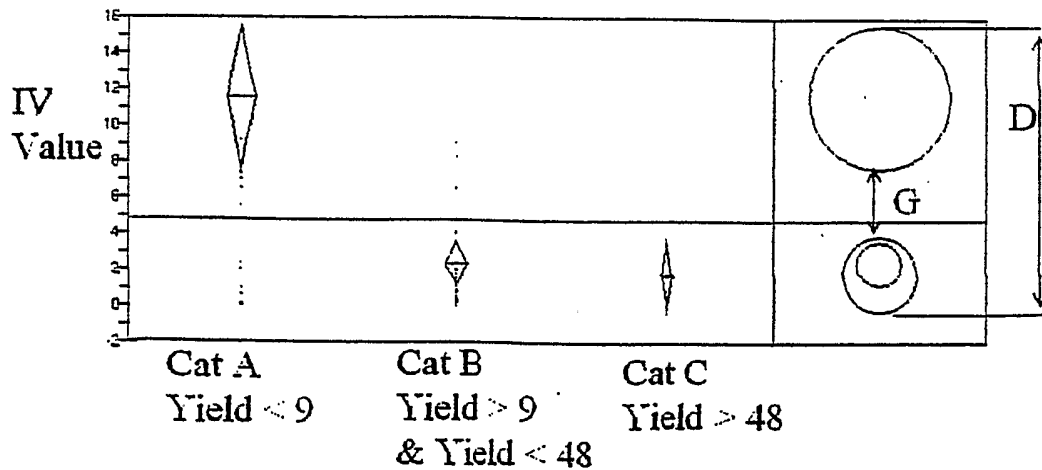 16
14
12
10
8
6
4
2
0
-2
IV
Value
D
G
Cat A
Yield < 9
Cat B
Yield > 9
& Yield < 48
Cat C
Yield > 48